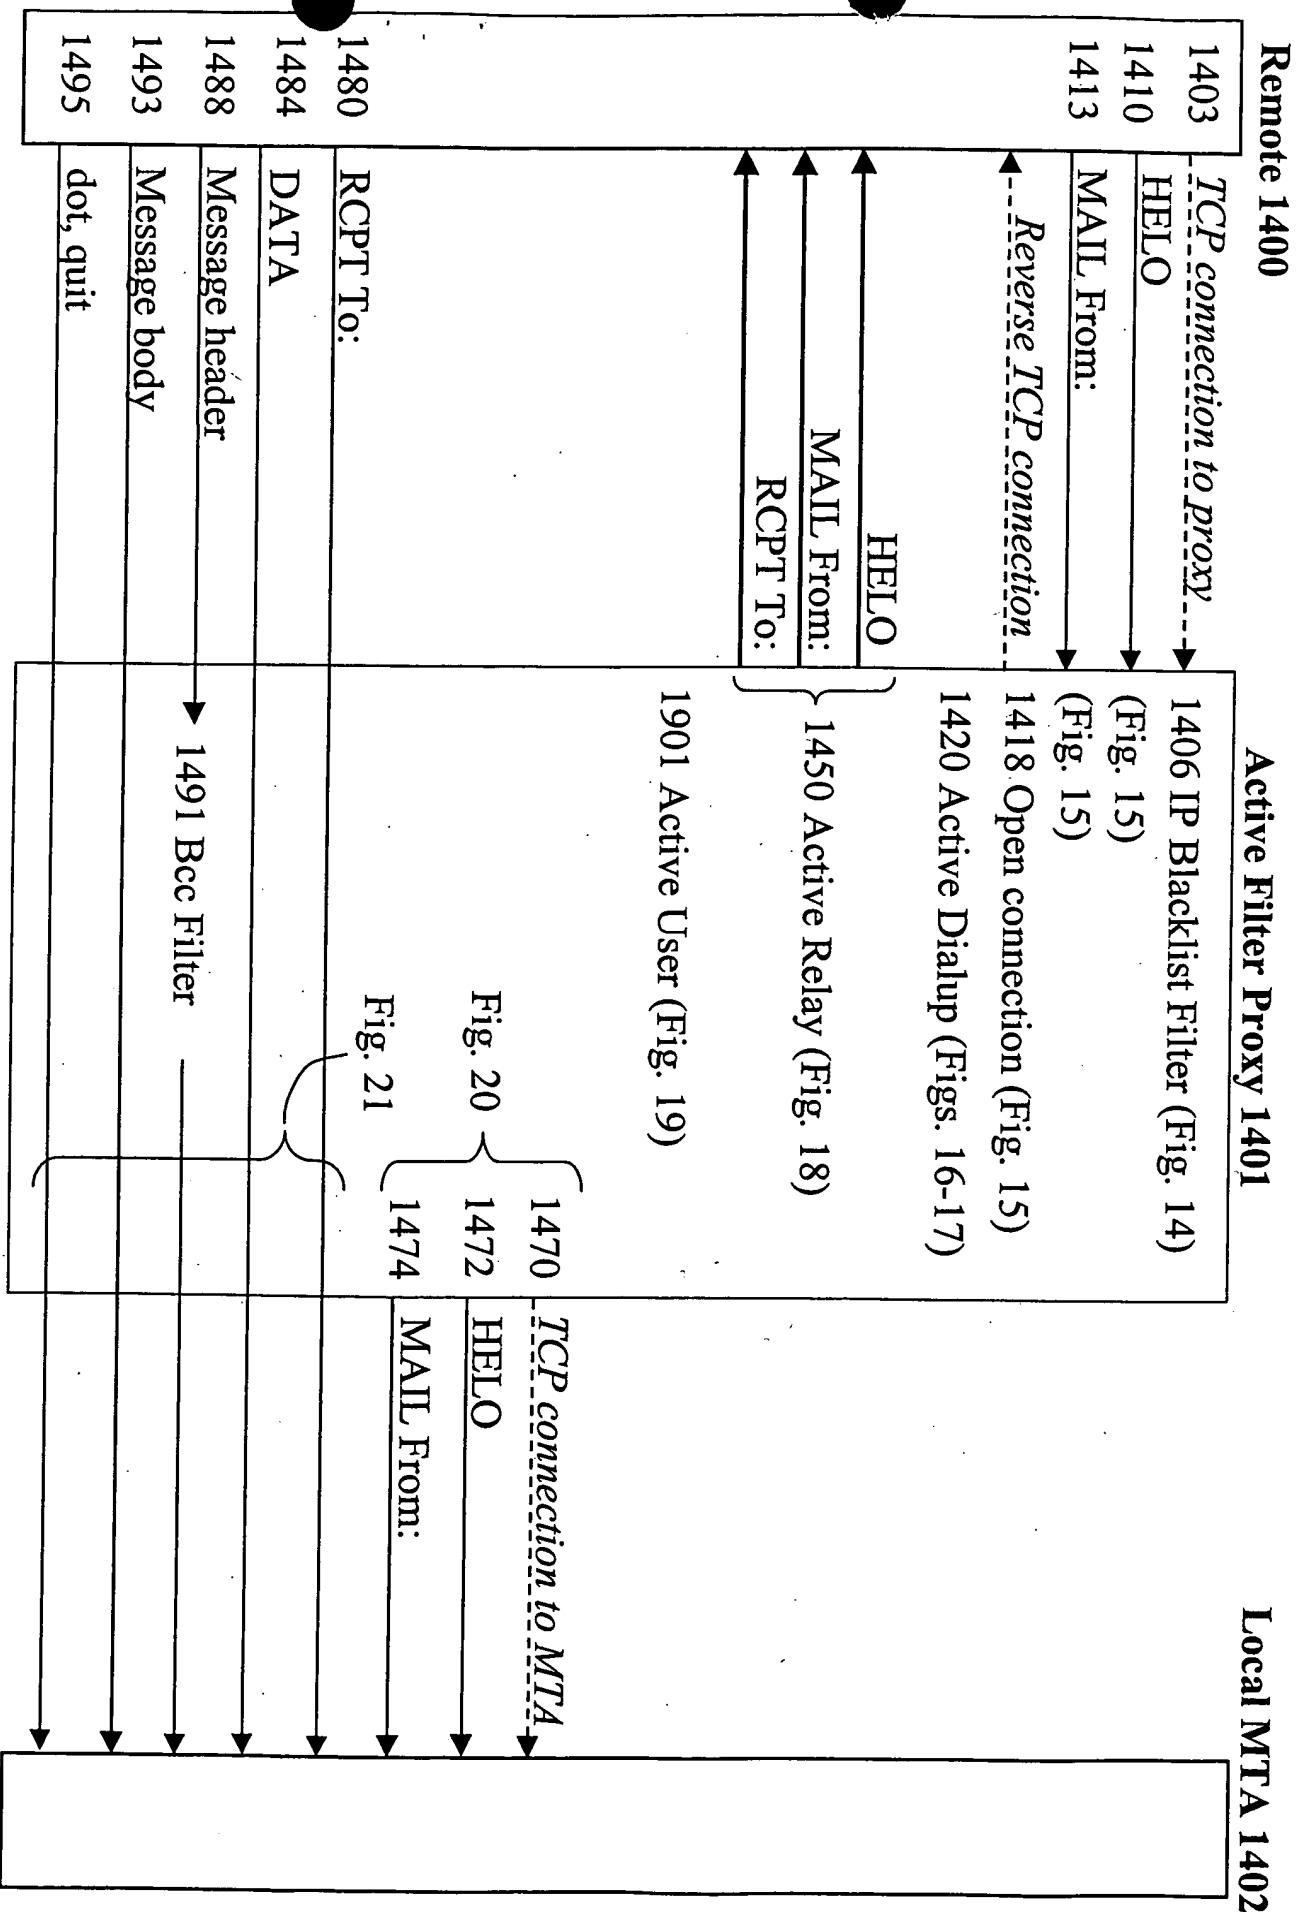 Remote 1400
Active Filter Proxy 1401
Local MTA 1402
1403
TCP connection to proxy
1406 IP Blacklist Filter (Fig. 14)
1410
HELO
(Fig. 15)
1413
MAIL From:
(Fig. 15)
Reverse TCP connection
1418 Open connection (Fig. 15)
1420 Active Dialup (Figs. 16-17)
HELO
MAIL From:
RCPT To:
1450 Active Relay (Fig. 18)
1901 Active User (Fig. 19)
1470
TCP connection to MTA
Fig. 20
1472
HELO
1474
MAIL From:
Fig. 21
1480
RCPT To:
1484
DATA
1488
Message header
1491 Bcc Filter
1493
Message body
1495
dot, quit